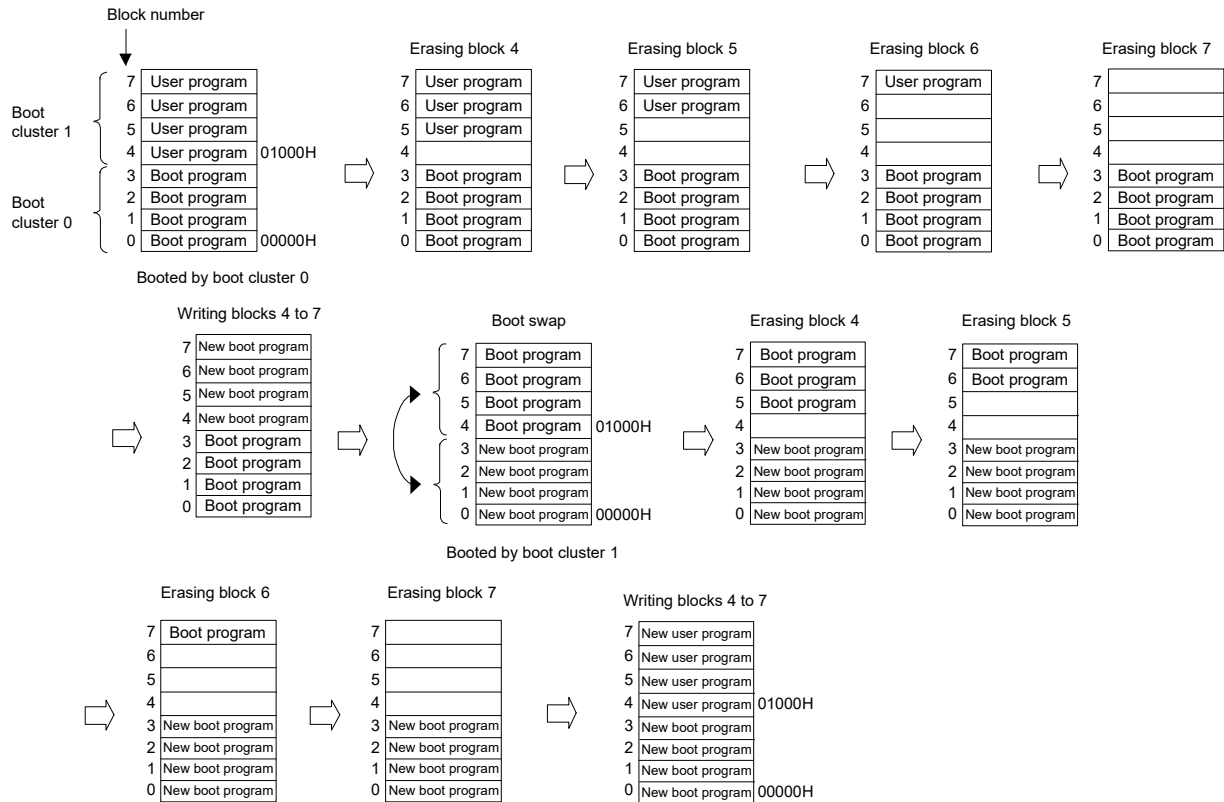 Block number
Erasing block 4 Erasing block 5 Erasing block 6 Erasing block 7
7 User program 7 User program 7 User program 7 User program 7
6 User program 6 User program 6 User program 6 6
Boot
cluster 1
5 User program 5 User program 5 5 5
4 User program 01000H 4 4 4 4
3 Boot program 3 Boot program 3 Boot program 3 Boot program 3 Boot program
Boot
cluster 0
2 Boot program 2 Boot program 2 Boot program 2 Boot program 2 Boot program
1 Boot program 1 Boot program 1 Boot program 1 Boot program 1 Boot program
0 Boot program 00000H 0 Boot program 0 Boot program 0 Boot program 0 Boot program
Booted by boot cluster 0
Writing blocks 4 to 7 Boot swap Erasing block 4 Erasing block 5
7 New boot program 7 Boot program 7 Boot program 7 Boot program
6 New boot program 6 Boot program 6 Boot program 6 Boot program
5 New boot program 5 Boot program 5 Boot program 5
4 New boot program 4 Boot program 01000H 4 4
3 Boot program 3 New boot program 3 New boot program 3 New boot program
2 Boot program 2 New boot program 2 New boot program 2 New boot program
1 Boot program 1 New boot program 1 New boot program 1 New boot program
0 Boot program 0 New boot program 00000H 0 New boot program 0 New boot program
Booted by boot cluster 1
Erasing block 6 Erasing block 7 Writing blocks 4 to 7
7 Boot program 7 7 New user program
6 6 6 New user program
5 5 5 New user program
4 4 4 New user program 01000H
3 New boot program 3 New boot program 3 New boot program
2 New boot program 2 New boot program 2 New boot program
1 New boot program 1 New boot program 1 New boot program
0 New boot program 0 New boot program 0 New boot program 00000H